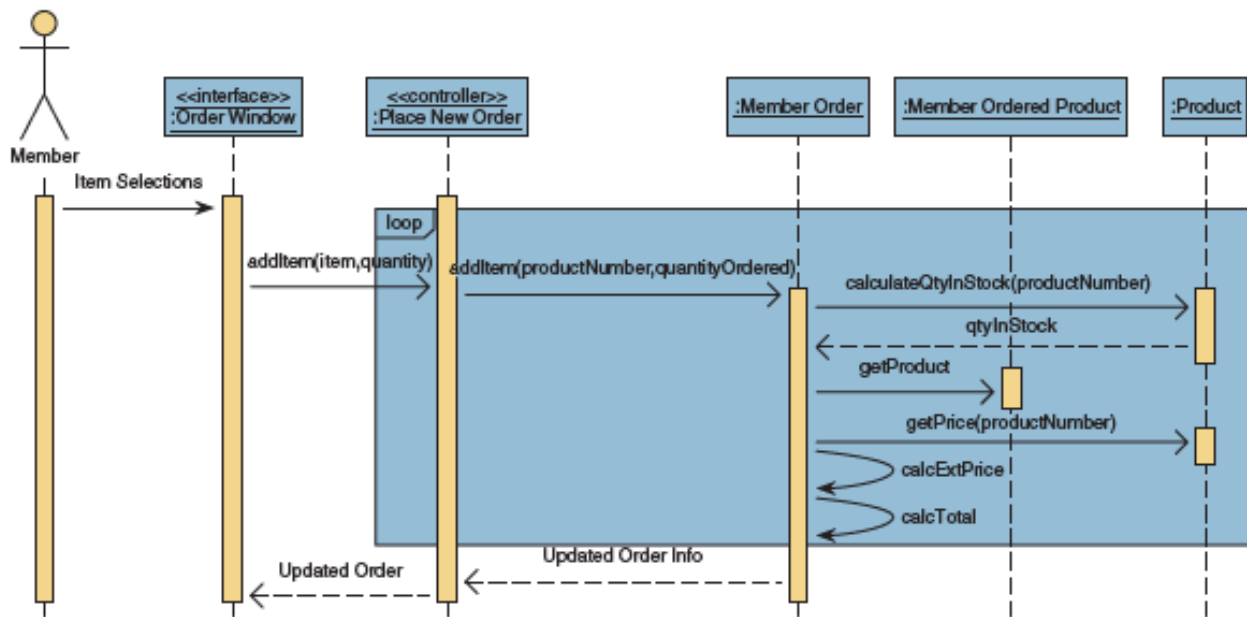 <<interface>>
:Order Window
<<controller>>
:Place New Order
:Member Order
:Member Ordered Product
:Product
Member
Item Selections
loop
addItem(item,quantity)
addItem(productNumber,quantityOrdered)
calculateQtyInStock(productNumber)
qtyInStock
getProduct
getPrice(productNumber)
calcExtPrice
calcTotal
Updated Order Info
Updated Order